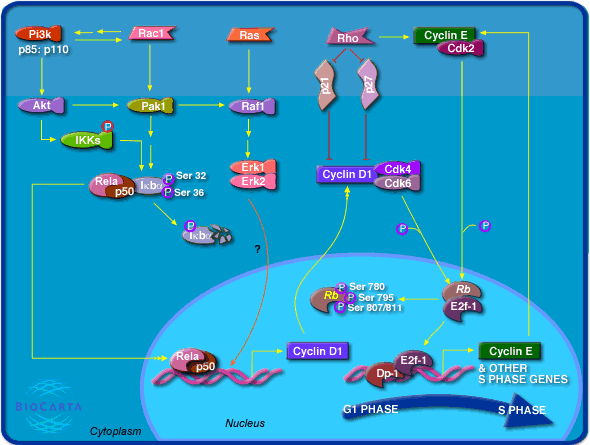 Pi3k
p85: p110
Rac1
Ras
Rho
Cyclin E
Cdk2
p21
p27
Akt
Pak1
Raf1
IKKs
P
Rela
p50
Iκbα
P
P
Ser 32
Ser 36
Erk1
Erk2
Cyclin D1
Cdk4
Cdk6
P
Iκbα
?
P
P
Rb
P
P
P
Ser 780
Ser 795
Ser 807/811
Rb
E2f-1
Rela
p50
Cyclin D1
E2f-1
Dp-1
Cyclin E
& OTHER
S PHASE GENES
G1 PHASE
S PHASE
BIOCARTA
Cytoplasm
Nucleus